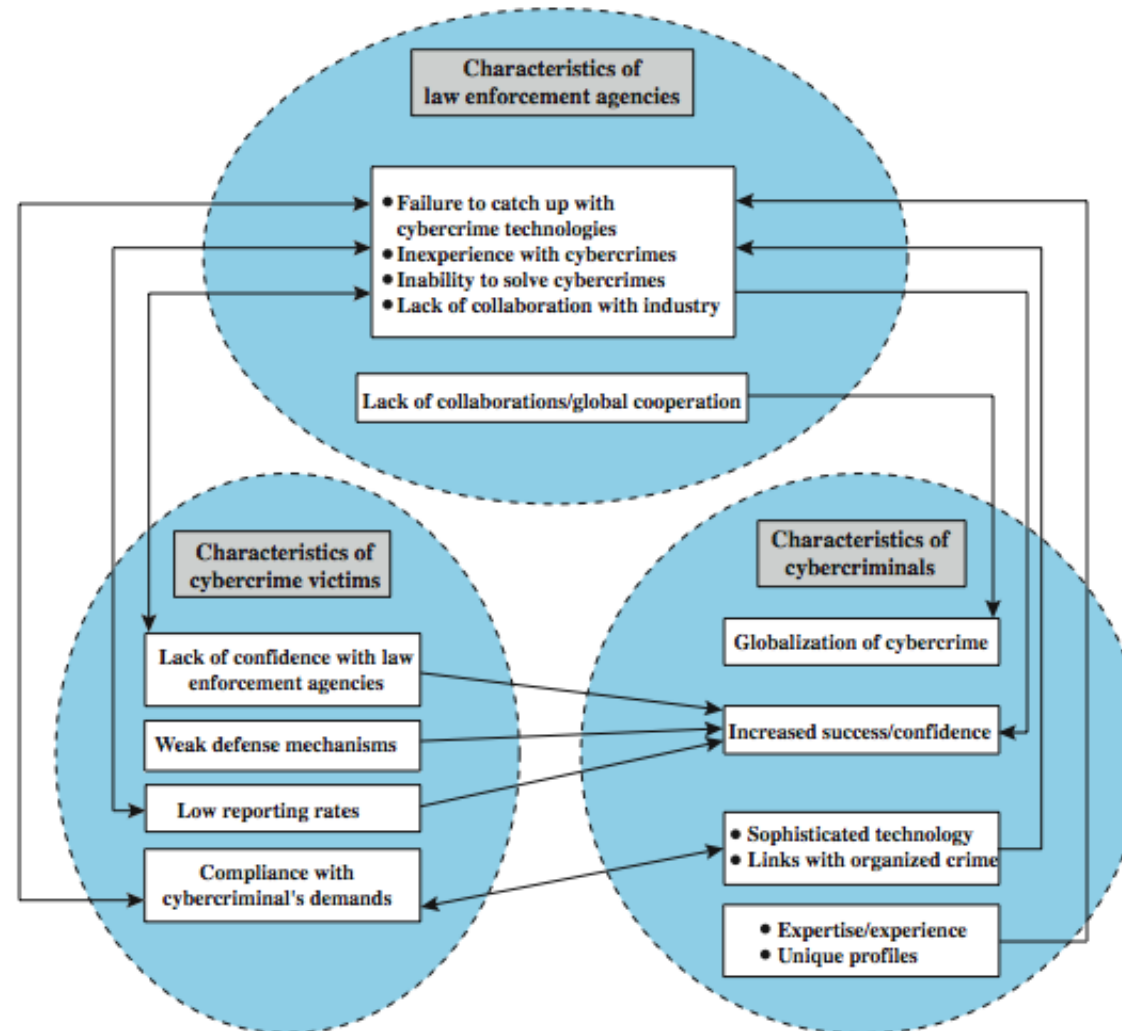 Characteristics of
law enforcement agencies
● Failure to catch up with
cybercrime technologies
● Inexperience with cybercrimes
● Inability to solve cybercrimes
● Lack of collaboration with industry
Lack of collaborations/global cooperation
Characteristics of
cybercrime victims
Lack of confidence with law
enforcement agencies
Weak defense mechanisms
Low reporting rates
Compliance with
cybercriminal's demands
Characteristics of
cybercriminals
Globalization of cybercrime
Increased success/confidence
● Sophisticated technology
● Links with organized crime
● Expertise/experience
● Unique profiles